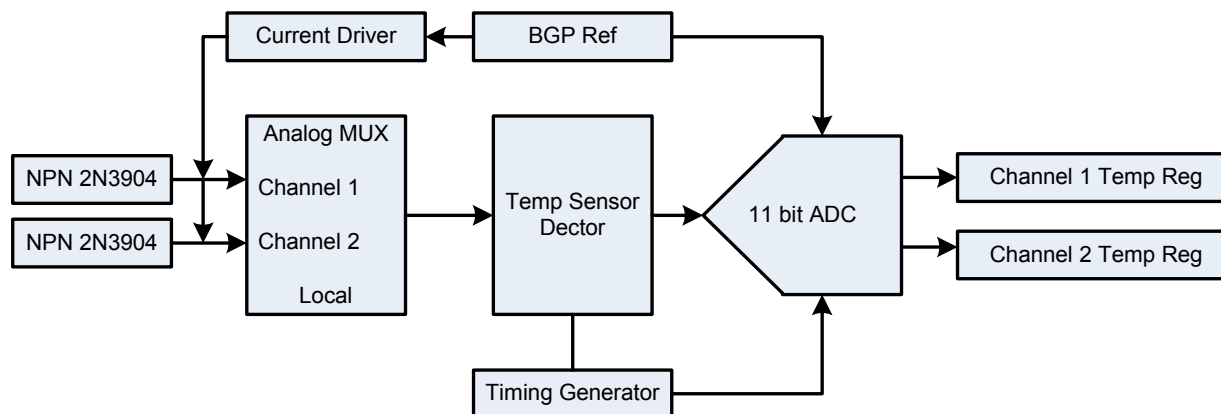 Current Driver
BGP Ref
Analog MUX
NPN 2N3904
Channel 1
NPN 2N3904
Channel 2
Local
Temp Sensor
Dector
11 bit ADC
Channel 1 Temp Reg
Channel 2 Temp Reg
Timing Generator